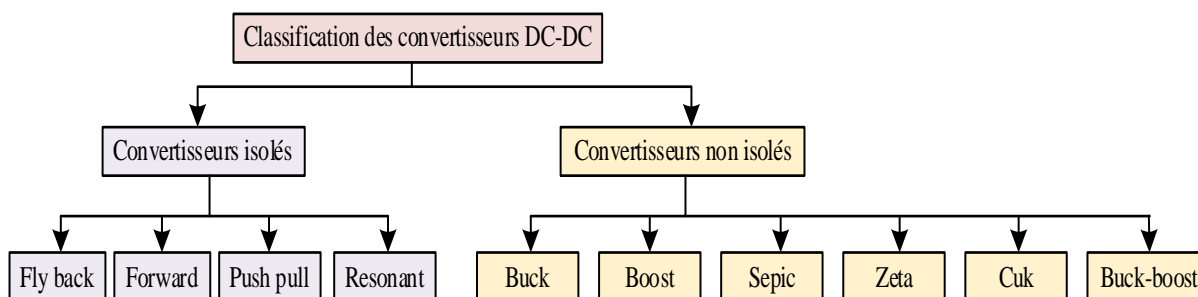 Classification des convertisseurs DC-DC
Convertisseurs isolés
Convertisseurs non isolés
Fly back
Forward
Push pull
Resonant
Buck
Boost
Sepic
Zeta
Cuk
Buck-boost